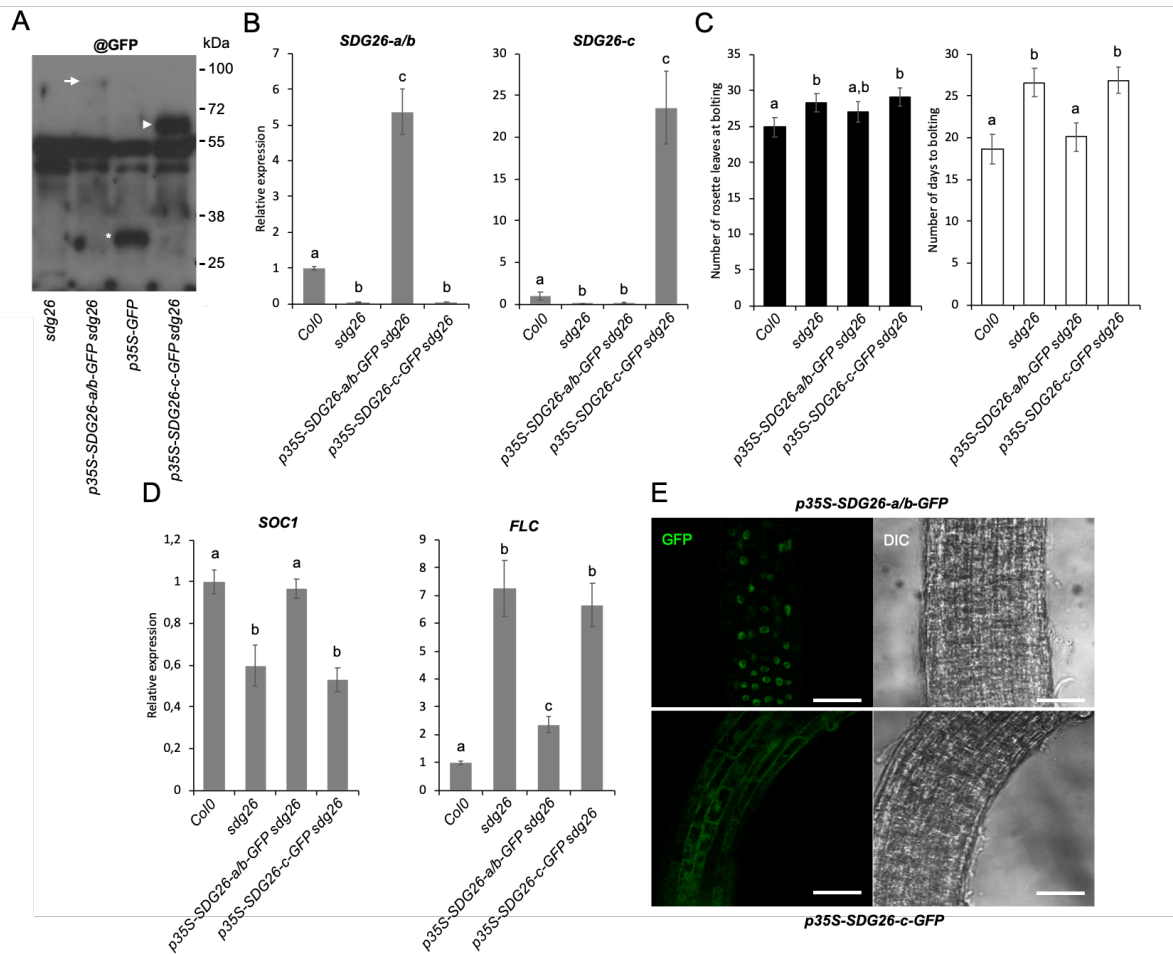 A
@GFP
kDa
- 100
- 72
- 55
- 38
- 25
*
sdg26
p35S-SDG26-a/b-GFP sdg26
p35S-GFP
p35S-SDG26-c-GFP sdg26
B
SDG26-a/b
Relative expression
7
6
5
4
3
2
1
0
a
b
c
b
Col0
sdg26
p35S-SDG26-a/b-GFP sdg26
p35S-SDG26-c-GFP sdg26
SDG26-c
30
25
20
15
10
5
0
a
b
b
c
Col0
sdg26
p35S-SDG26-a/b-GFP sdg26
p35S-SDG26-c-GFP sdg26
C
Number of rosette leaves at bolting
35
30
25
20
15
10
5
0
a
b
a,b
b
Col0
sdg26
p35S-SDG26-a/b-GFP sdg26
p35S-SDG26-c-GFP sdg26
Number of days to bolting
30
25
20
15
10
5
0
a
b
a
b
Col0
sdg26
p35S-SDG26-a/b-GFP sdg26
p35S-SDG26-c-GFP sdg26
D
SOC1
Relative expression
1,2
1
0,8
0,6
0,4
0,2
0
a
b
a
b
Col0
sdg26
p35S-SDG26-a/b-GFP sdg26
p35S-SDG26-c-GFP sdg26
FLC
9
8
7
6
5
4
3
2
1
0
a
b
c
b
Col0
sdg26
p35S-SDG26-a/b-GFP sdg26
p35S-SDG26-c-GFP sdg26
E
p35S-SDG26-a/b-GFP
GFP
DIC
p35S-SDG26-c-GFP